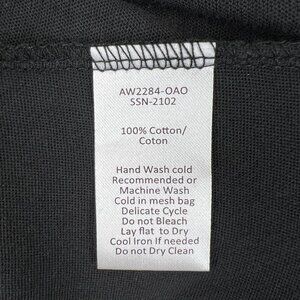 AW2284-OAO
SSN-2102
100% Cotton/
Coton
Hand Wash cold
Recommended or
Machine Wash
Cold in mesh bag
Delicate Cycle
Do not Bleach
Lay flat to Dry
Cool Iron If needed
Do not Dry Clean